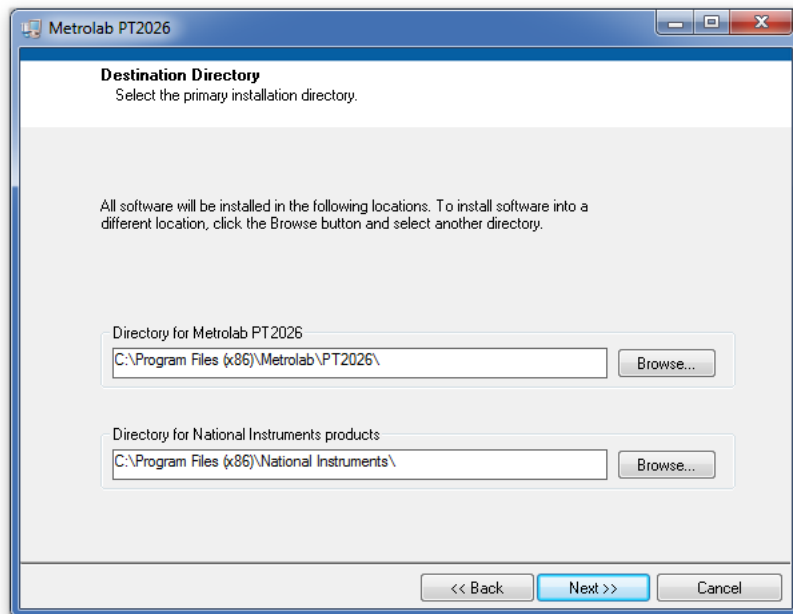 Metrolab PT2026
Destination Directory
Select the primary installation directory.
All software will be installed in the following locations. To install software into a
different location, click the Browse button and select another directory.
Directory for Metrolab PT2026
C:\Program Files (x86)\Metrolab\PT2026\
Browse...
Directory for National Instruments products
C:\Program Files (x86)\National Instruments\
Browse...
<< Back
Next >>
Cancel